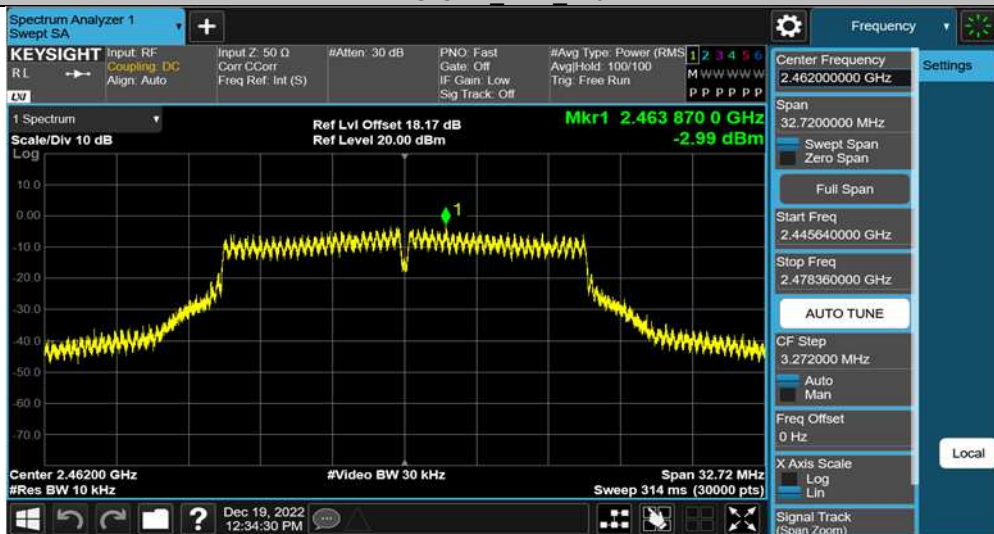 Spectrum Analyzer 1
Swept SA
+
Frequency
KEYSIGHT
RL
LXI
Input: RF
Coupling: DC
Align: Auto
Input Z: 50 Ω
Corr CCorr
Freq Ref: Int (S)
#Atten: 30 dB
PNO: Fast
Gate: Off
IF Gain: Low
Sig Track: Off
#Avg Type: Power (RMS
Avg|Hold: 100/100
Trig: Free Run
1 2 3 4 5 6
M W W W W W
P P P P P P
1 Spectrum
Scale/Div 10 dB
Log
Ref Lvl Offset 18.17 dB
Ref Level 20.00 dBm
Mkr1 2.463 870 0 GHz
-2.99 dBm
10.0
0.00
-10.0
-20.0
-30.0
-40.0
-50.0
-60.0
-70.0
1
Center 2.46200 GHz
#Res BW 10 kHz
#Video BW 30 kHz
Span 32.72 MHz
Sweep 314 ms (30000 pts)
Center Frequency
2.462000000 GHz
Span
32.7200000 MHz
Swept Span
Zero Span
Full Span
Start Freq
2.445640000 GHz
Stop Freq
2.478360000 GHz
AUTO TUNE
CF Step
3.272000 MHz
Auto
Man
Freq Offset
0 Hz
X Axis Scale
Log
Lin
Signal Track
(Span Zoom)
Settings
Local
?
Dec 19, 2022
12:34:30 PM